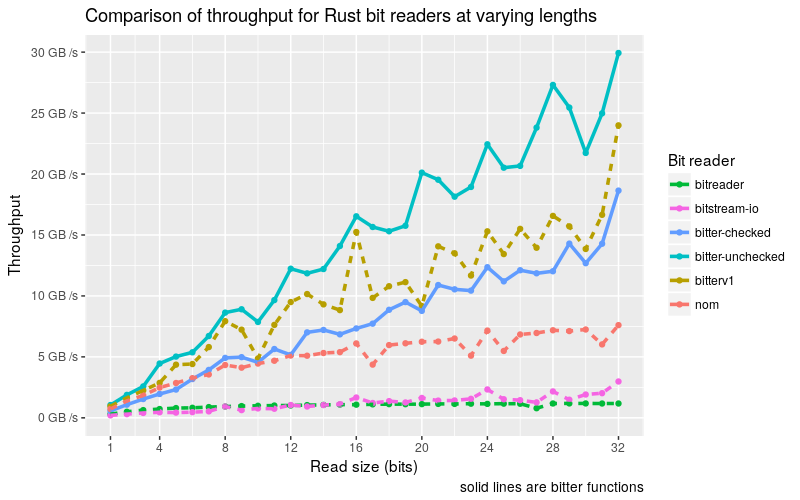 Comparison of throughput for Rust bit readers at varying lengths
30 GB /s
25 GB /s
20 GB /s
15 GB /s
10 GB /s
5 GB /s
0 GB /s
Throughput
1 4 8 12 16 20 24 28 32
Read size (bits)
solid lines are bitter functions
Bit reader
bitreader
bitstream-io
bitter-checked
bitter-unchecked
bitterv1
nom